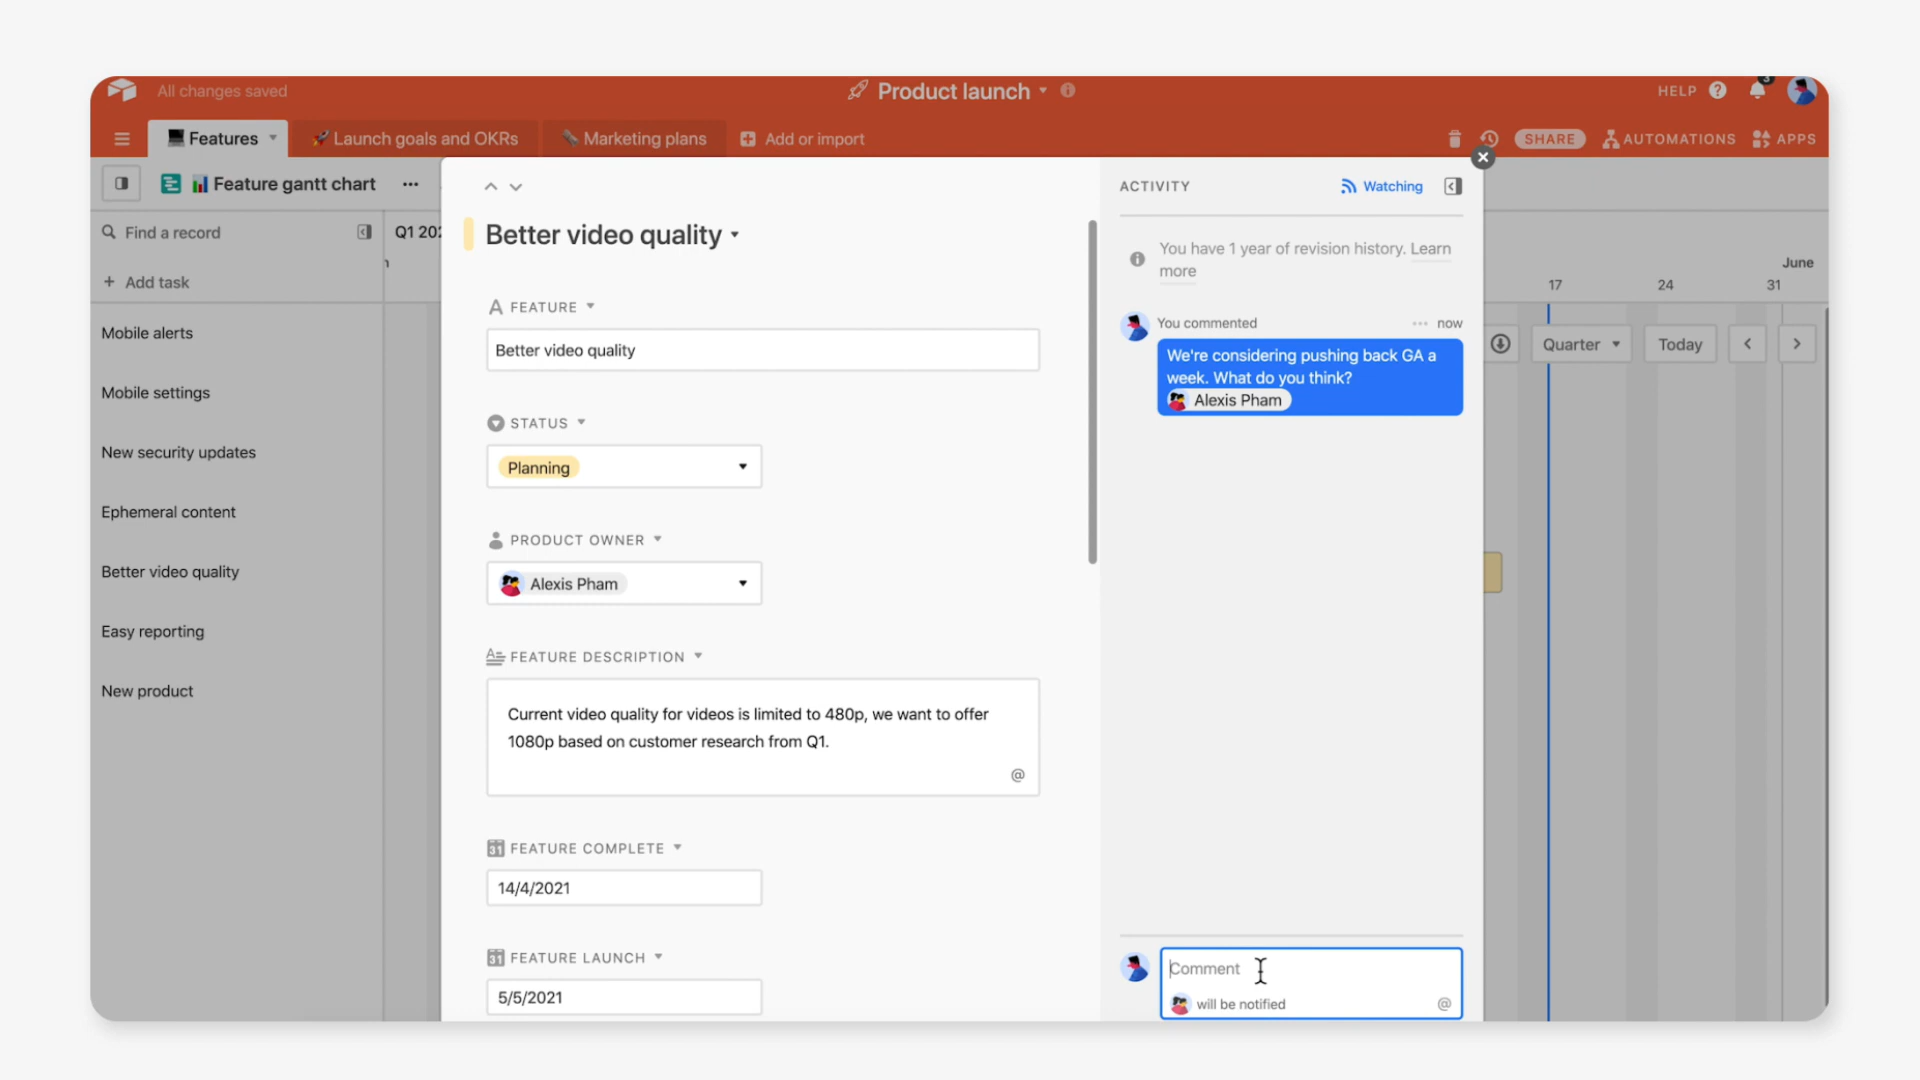 All changes saved
Product launch
HELP
3
Features
Launch goals and OKRs
Marketing plans
Add or import
SHARE
AUTOMATIONS
APPS
Feature gantt chart
Find a record
Q1 202
Add task
Mobile alerts
Mobile settings
New security updates
Ephemeral content
Better video quality
Easy reporting
New product
Better video quality
FEATURE
Better video quality
STATUS
Planning
PRODUCT OWNER
Alexis Pham
FEATURE DESCRIPTION
Current video quality for videos is limited to 480p, we want to offer
1080p based on customer research from Q1.
@
FEATURE COMPLETE
14/4/2021
FEATURE LAUNCH
5/5/2021
ACTIVITY
Watching
You have 1 year of revision history. Learn
more
You commented
now
We're considering pushing back GA a
week. What do you think?
Alexis Pham
Comment
will be notified
@
June
17
24
31
Quarter
Today